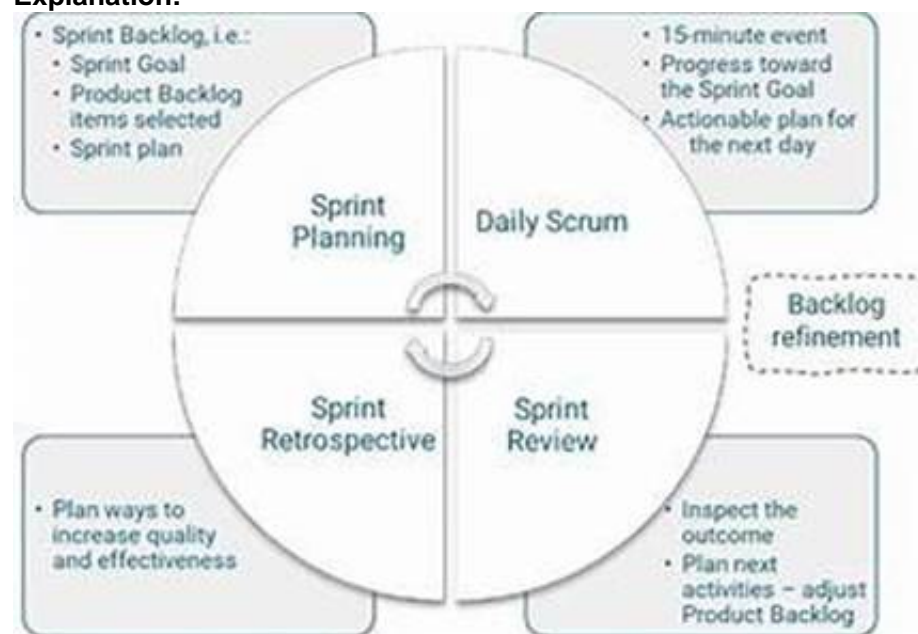 Explanation:
• Sprint Backlog, i.e.:
• Sprint Goal
• Product Backlog
items selected
• Sprint plan
• 15-minute event
• Progress toward
the Sprint Goal
• Actionable plan for
the next day
Sprint
Planning
Daily Scrum
Backlog
refinement
Sprint
Retrospective
Sprint
Review
• Plan ways to
increase quality
and effectiveness
• Inspect the
outcome
• Plan next
activities – adjust
Product Backlog